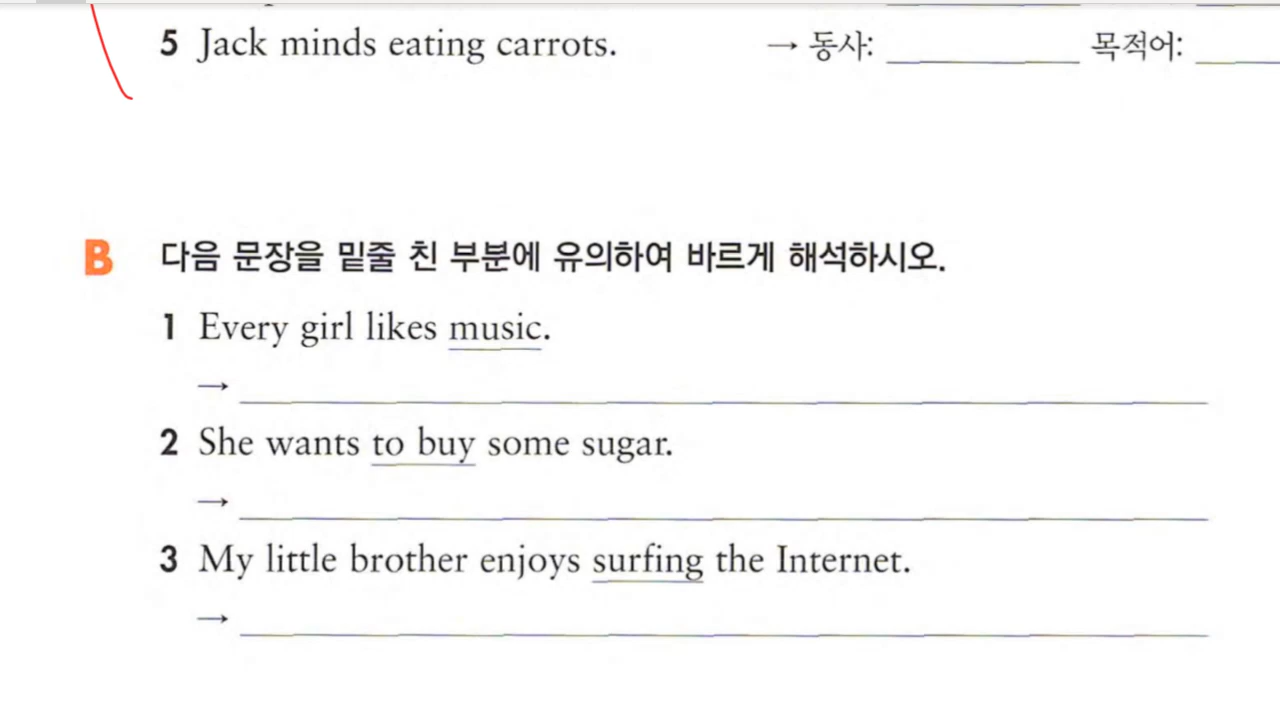 5 Jack minds eating carrots. → 동사: 목적어:
B 다음 문장을 밑줄 친 부분에 유의하여 바르게 해석하시오.
1 Every girl likes music.
→
2 She wants to buy some sugar.
→
3 My little brother enjoys surfing the Internet.
→